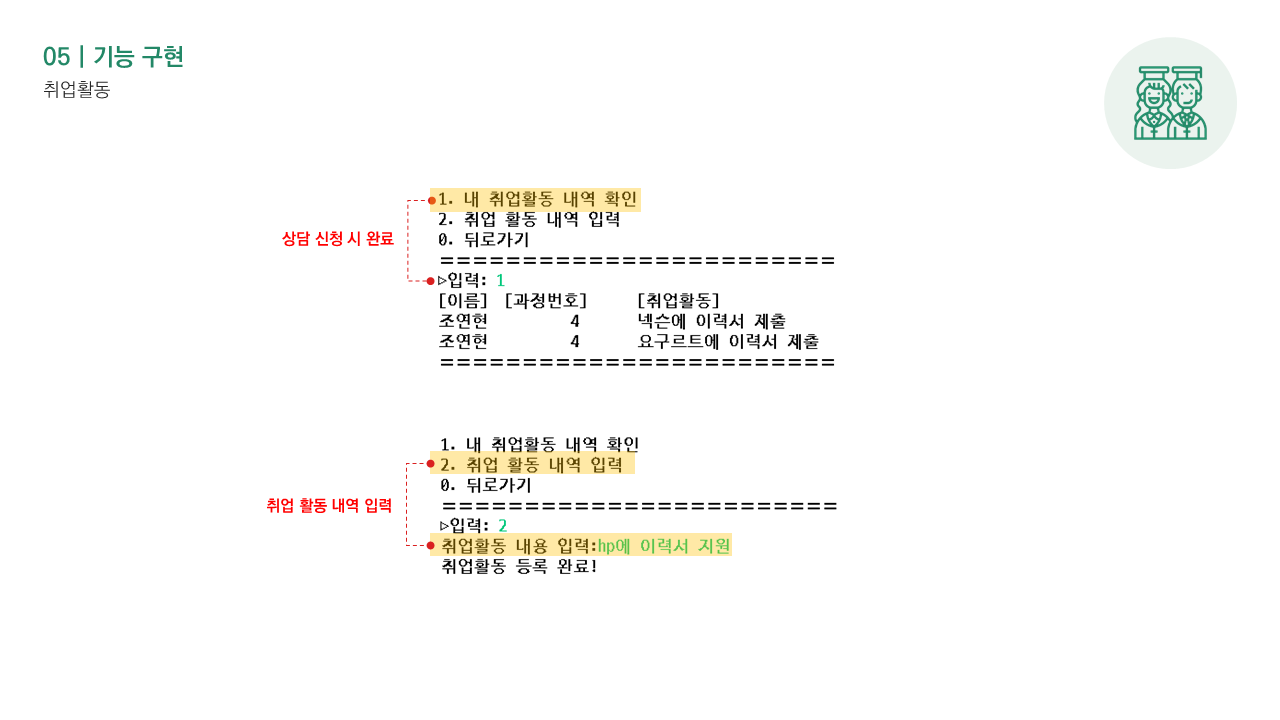 05 | 기능 구현
취업활동
1. 내 취업활동 내역 확인
2. 취업 활동 내역 입력
0. 뒤로가기
========================
상담 신청 시 완료
▷입력: 1
[이름] [과정번호] [취업활동]
조연현 4 넥슨에 이력서 제출
조연현 4 요구르트에 이력서 제출
========================
1. 내 취업활동 내역 확인
2. 취업 활동 내역 입력
0. 뒤로가기
========================
취업 활동 내역 입력
▷입력: 2
취업활동 내용 입력:hp에 이력서 지원
취업활동 등록 완료!